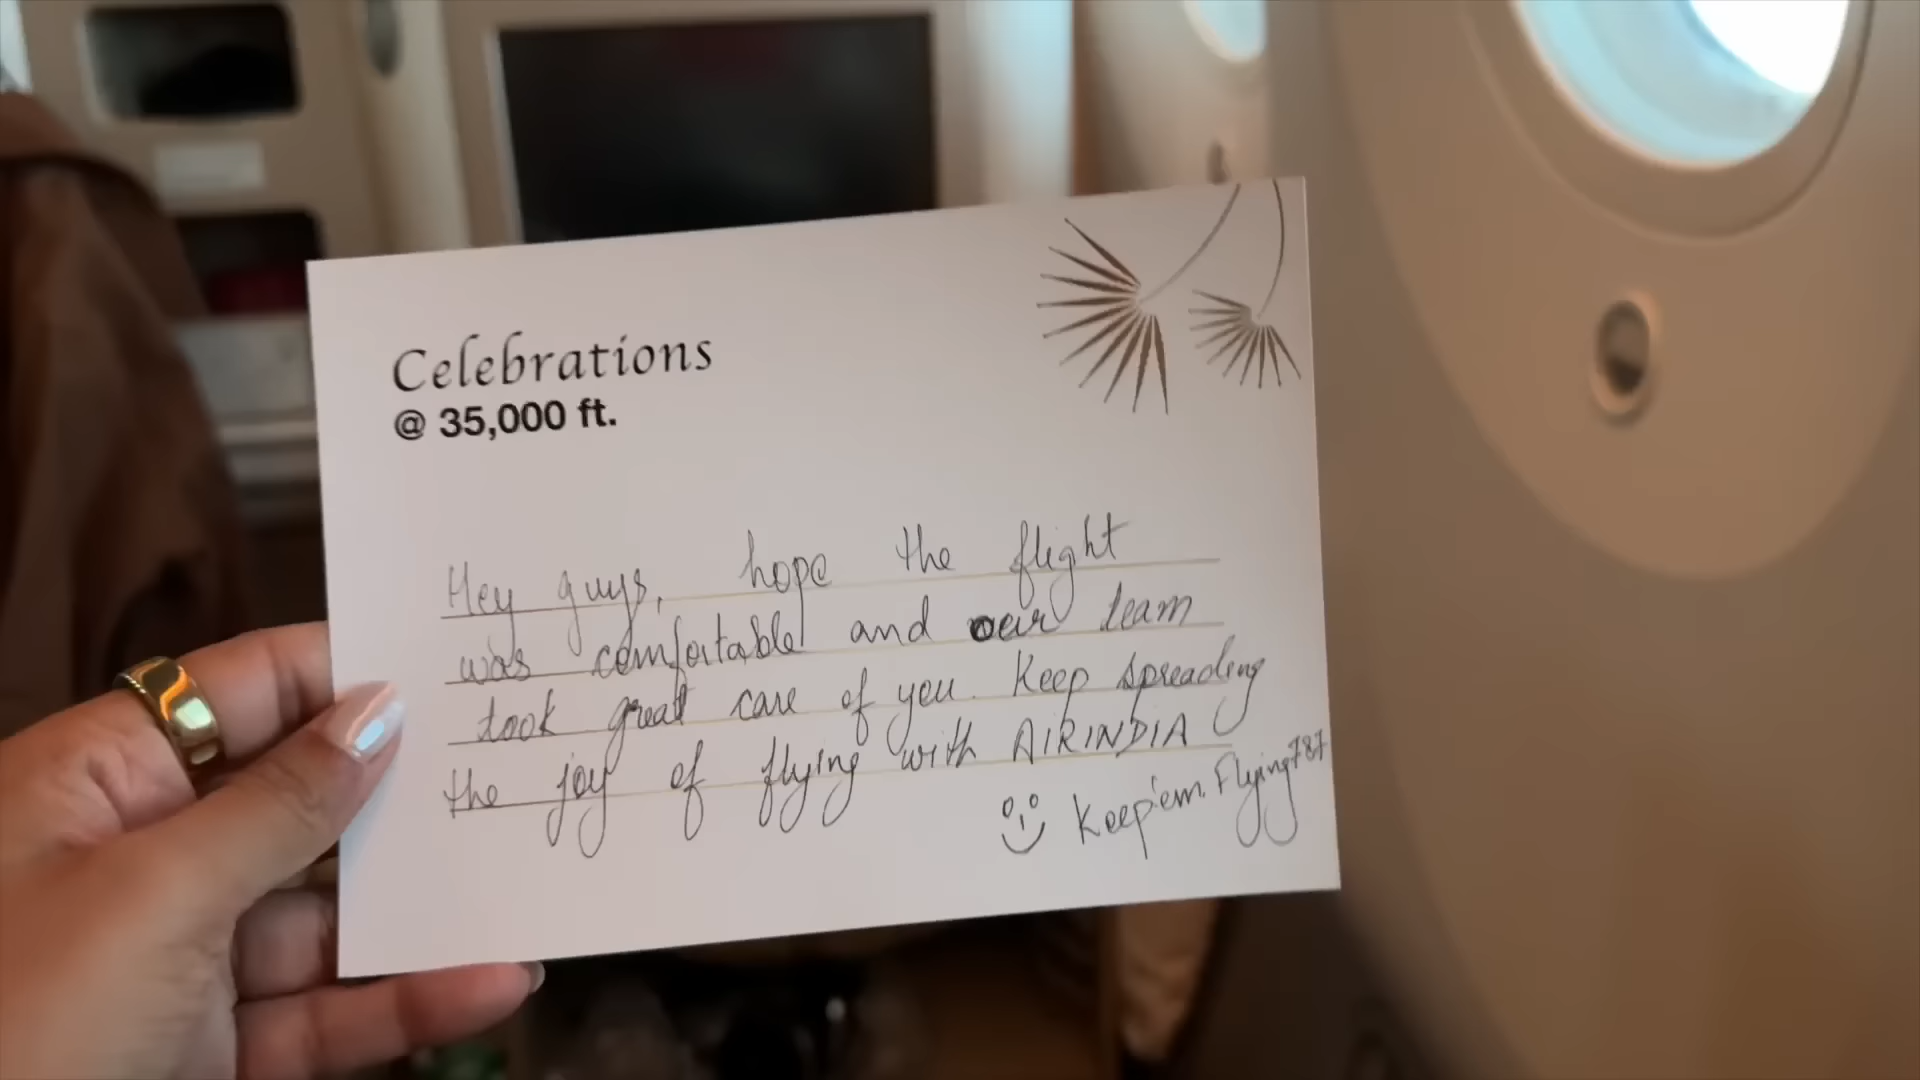 Celebrations
@ 35,000 ft.
Hey guys, hope the flight
was comfortable and our team
took great care of you. Keep spreading
the joy of flying with AIRINDIA
Keep'em.Flying787